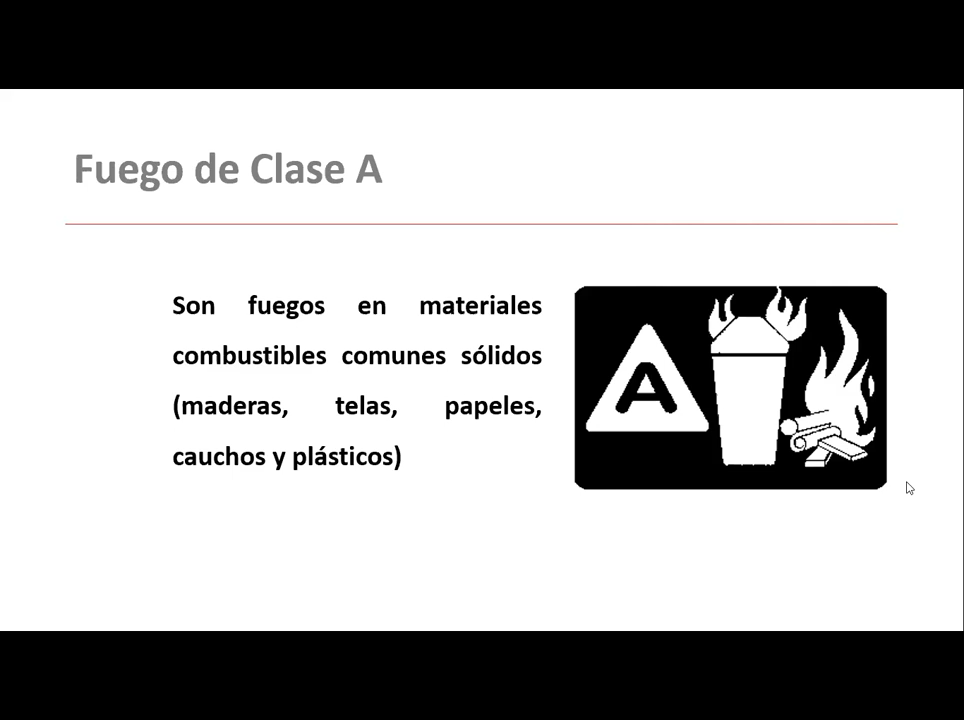 Fuego de Clase A
Son fuegos en materiales
combustibles comunes sólidos
(maderas, telas, papeles,
cauchos y plásticos)
A